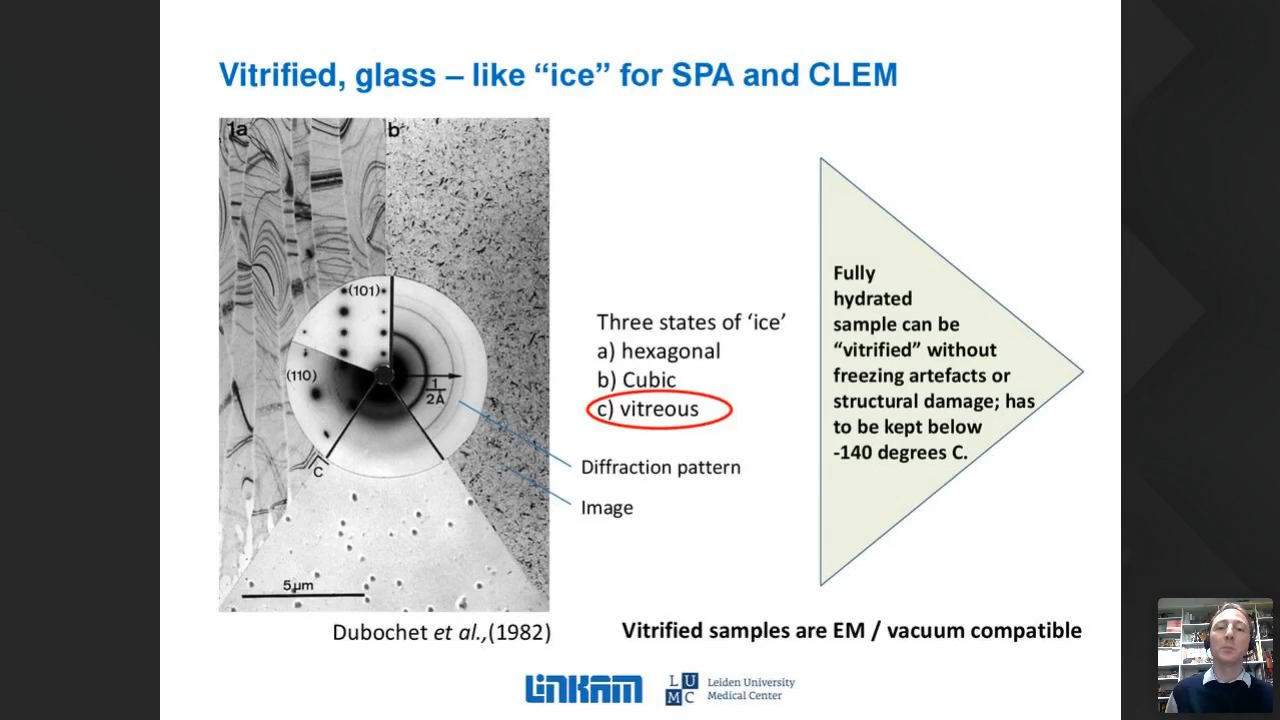 Vitrified, glass – like “ice” for SPA and CLEM
1a
b
(101)
(110)
1
2Å
C
5μm
Three states of ‘ice’
a) hexagonal
b) Cubic
c) vitreous
Diffraction pattern
Image
Fully
hydrated
sample can be
“vitrified” without
freezing artefacts or
structural damage; has
to be kept below
-140 degrees C.
Dubochet et al.,(1982)
Vitrified samples are EM / vacuum compatible
LINKAM
L U
M C
Leiden University
Medical Center